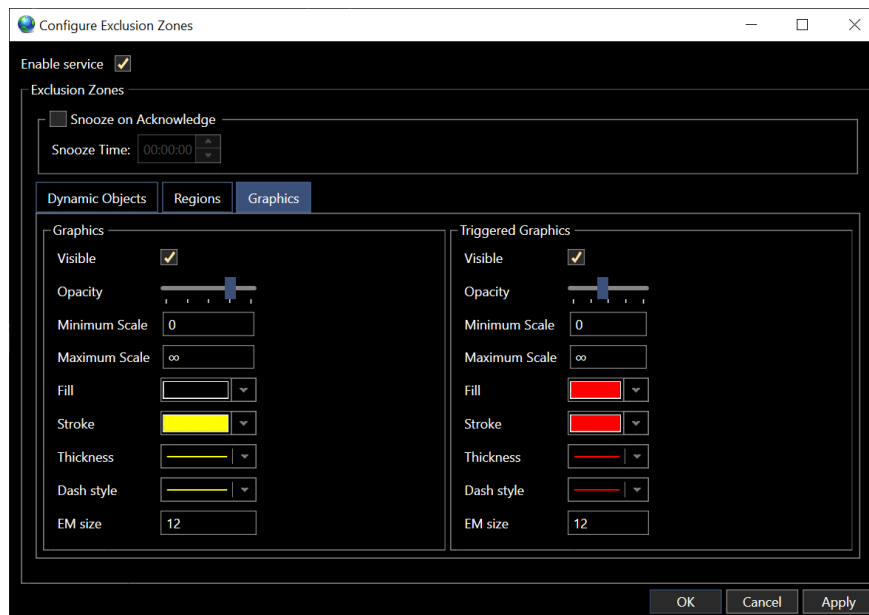 Configure Exclusion Zones
Enable service
Exclusion Zones
Snooze on Acknowledge
Snooze Time: 00:00:00
Dynamic Objects Regions Graphics
Graphics
Visible
Opacity
Minimum Scale 0
Maximum Scale ∞
Fill
Stroke
Thickness
Dash style
EM size 12
Triggered Graphics
Visible
Opacity
Minimum Scale 0
Maximum Scale ∞
Fill
Stroke
Thickness
Dash style
EM size 12
OK Cancel Apply